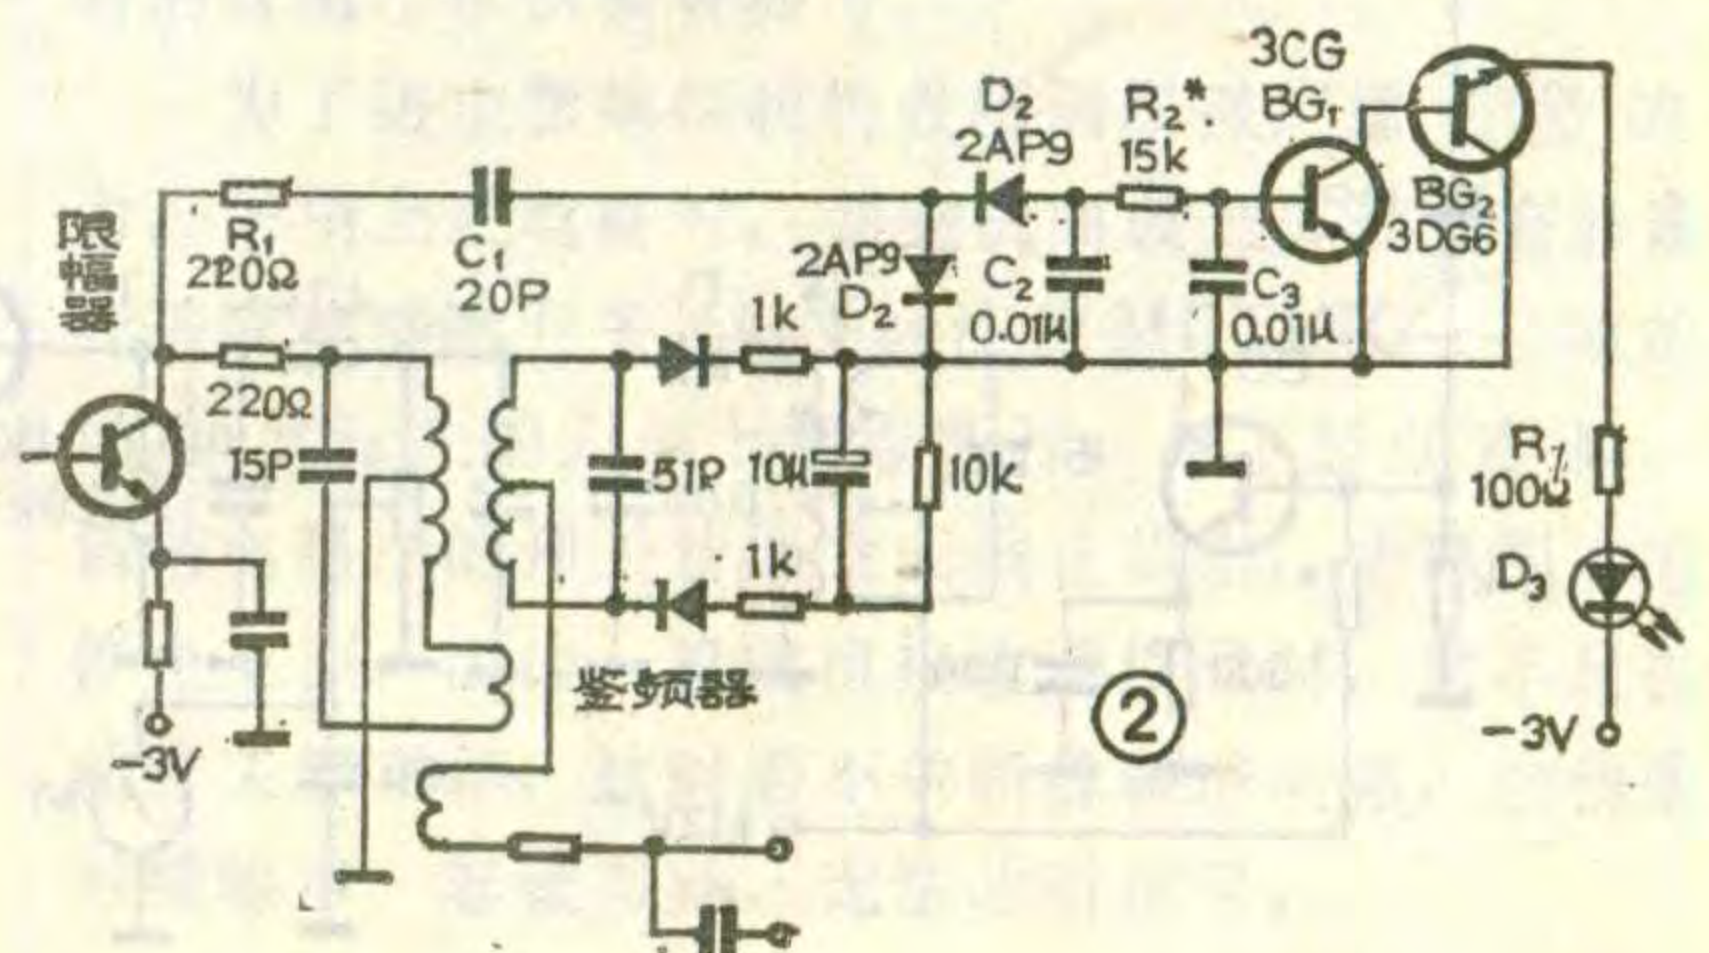 3CG
BG₁
D₂
2AP9
R₂*
15k
BG₂
3DG6
限幅器
R₁
220Ω
C₁
20P
2AP9
D₂
C₂
0.01μ
C₃
0.01μ
1k
220Ω
15P
51P
10μ
10k
1k
R₇
100Ω
D₃
鉴频器
②
-3V
-3V